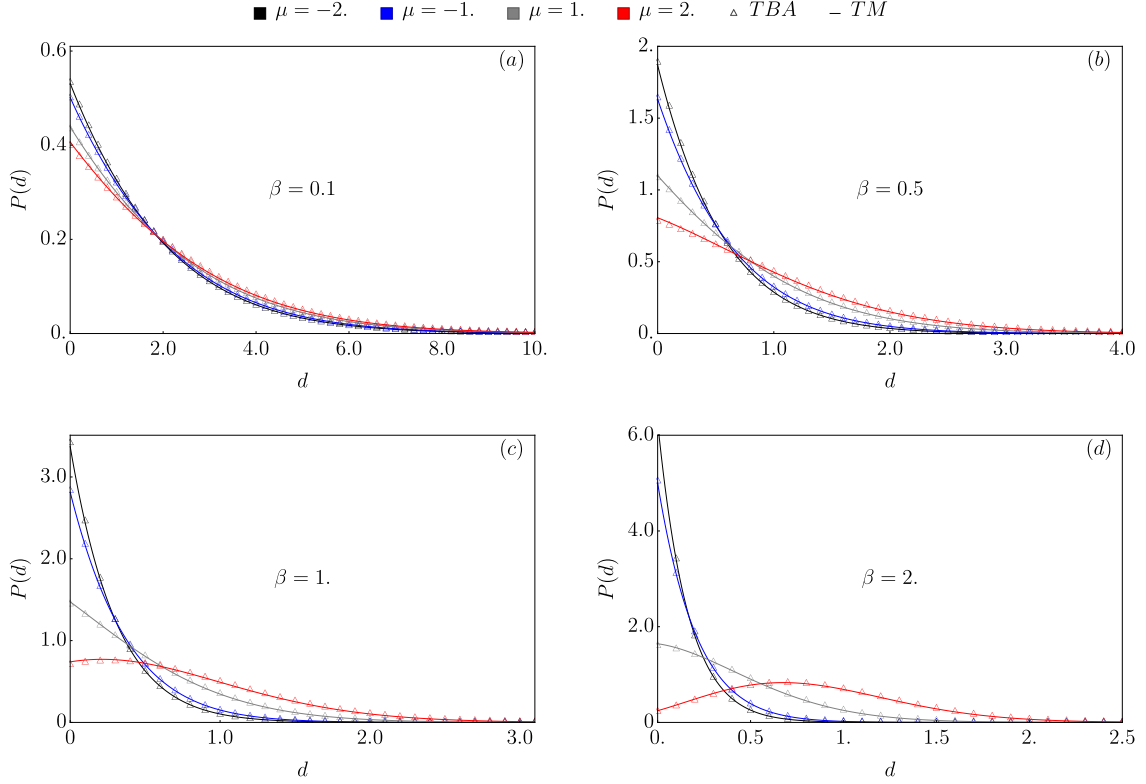 μ = −2. μ = −1. μ = 1. μ = 2. TBA TM
(a)
P(d)
0.6
0.4
0.2
0.
β = 0.1
0 2.0 4.0 6.0 8.0 10.
d
(b)
P(d)
2.
1.5
1.
0.5
0.
β = 0.5
0 1.0 2.0 3.0 4.0
d
(c)
P(d)
3.0
2.0
1.0
0
β = 1.
0 1.0 2.0 3.0
d
(d)
P(d)
6.0
4.0
2.0
0
β = 2.
0. 0.5 1. 1.5 2. 2.5
d